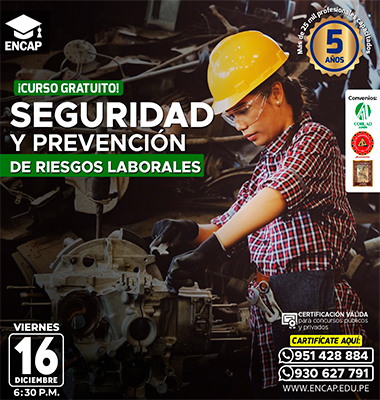 ENCAP
Más de 25 mil profesionales capacitados
5
AÑOS
¡CURSO GRATUITO!
SEGURIDAD
Y PREVENCIÓN
DE RIESGOS LABORALES
Convenios:
VIERNES
16
DICIEMBRE
6:30 P.M.
CERTIFICACIÓN VÁLIDA
para concursos públicos
y privados
CARTIFÍCATE AQUÍ:
951 428 884
930 627 791
WWW.ENCAP.EDU.PE